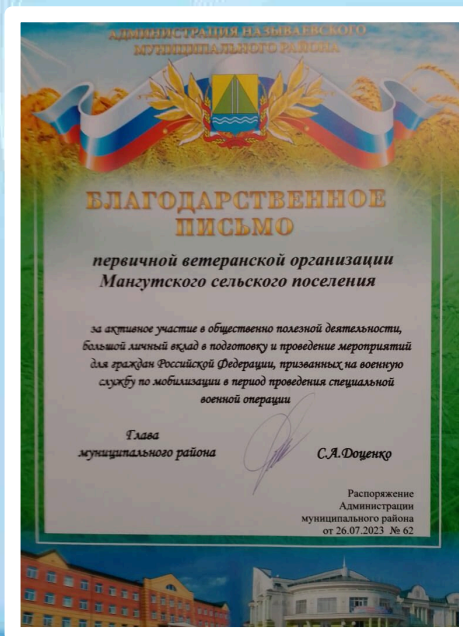 АДМИНИСТРАЦИЯ НАЗЫВАЕВСКОГО
МУНИЦИПАЛЬНОГО РАЙОНА
БЛАГОДАРСТВЕННОЕ
ПИСЬМО
первичной ветеранской организации
Мангутского сельского поселения
за активное участие в общественно полезной деятельности,
большой личный вклад в подготовку и проведение мероприятий
для граждан Российской Федерации, призванных на военную
службу по мобилизации в период проведения специальной
военной операции
Глава
муниципального района
С.А.Доценко
Распоряжение
Администрации
муниципального района
от 26.07.2023 № 62